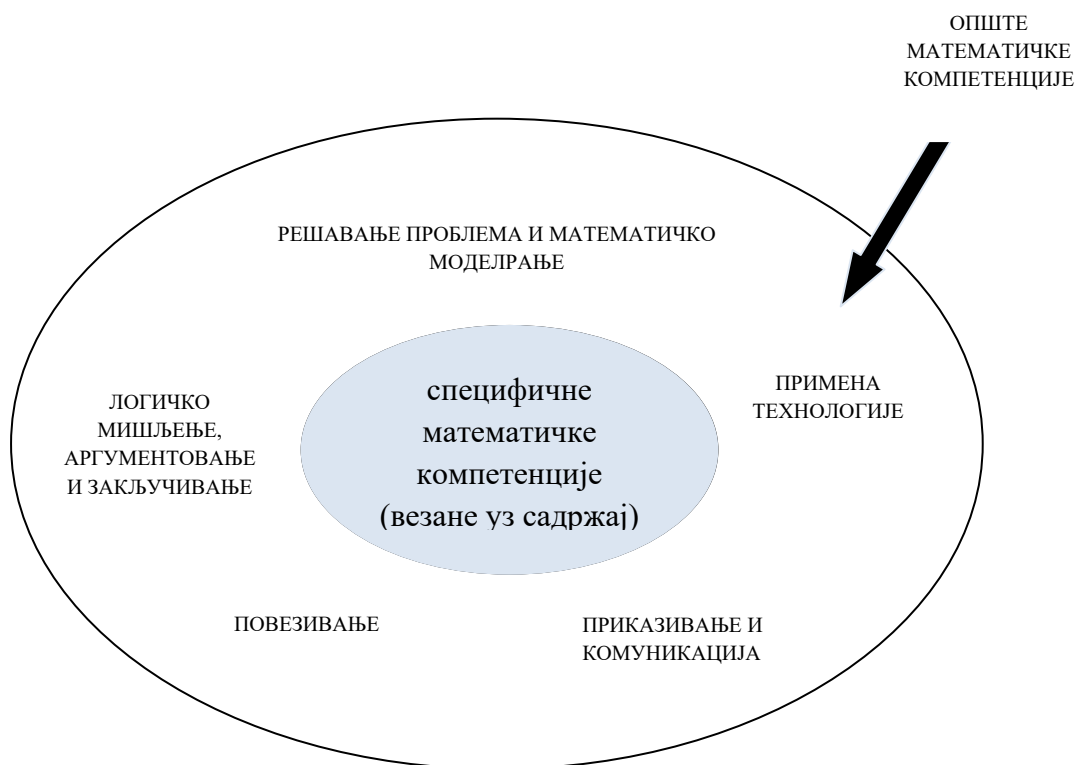 ОПШТЕ
МАТЕМАТИЧКЕ
КОМПЕТЕНЦИЈЕ
РЕШАВАЊЕ ПРОБЛЕМА И МАТЕМАТИЧКО
МОДЕЛРАЊЕ
ЛОГИЧКО
МИШЉЕЊЕ,
АРГУМЕНТОВАЊЕ
И ЗАКЉУЧИВАЊЕ
специфичне
математичке
компетенције
(везане уз садржај)
ПРИМЕНА
ТЕХНОЛОГИЈЕ
ПОВЕЗИВАЊЕ
ПРИКАЗИВАЊЕ И
КОМУНИКАЦИЈА